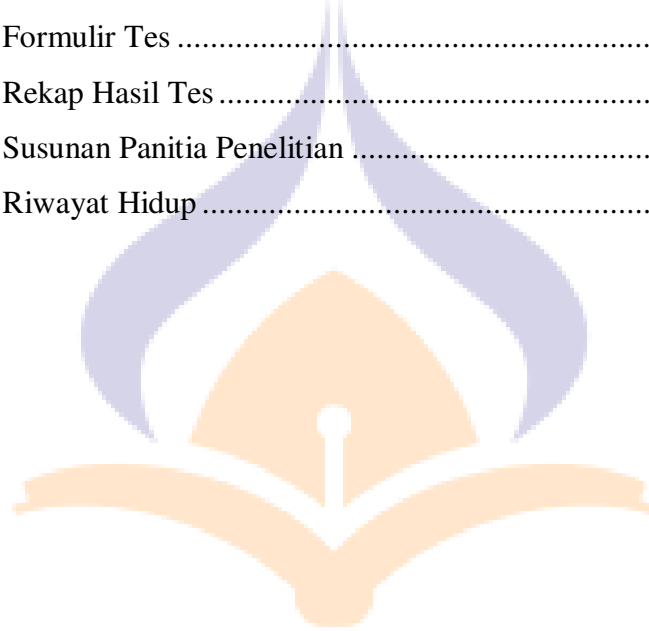 Formulir Tes ..........................................................
Rekap Hasil Tes .....................................................
Susunan Panitia Penelitian ....................................
Riwayat Hidup .......................................................